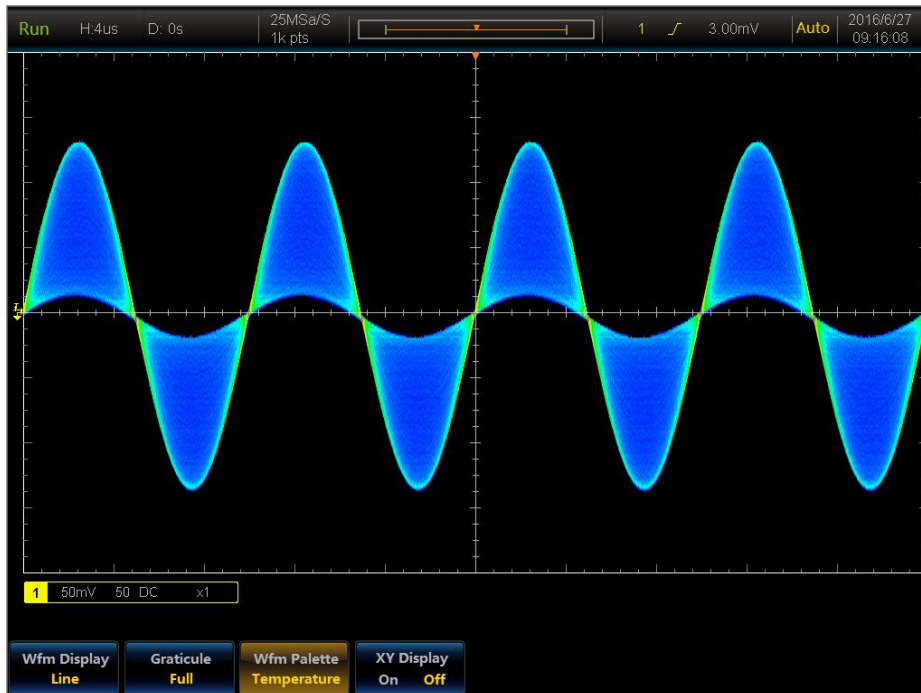 Run H:4us D: 0s 25MSa/S 1 3.00mV Auto 2016/6/27
1k pts 09:16:08
1 50mV 50 DC x1
Wfm Display Graticule Wfm Palette XY Display
Line Full Temperature On Off